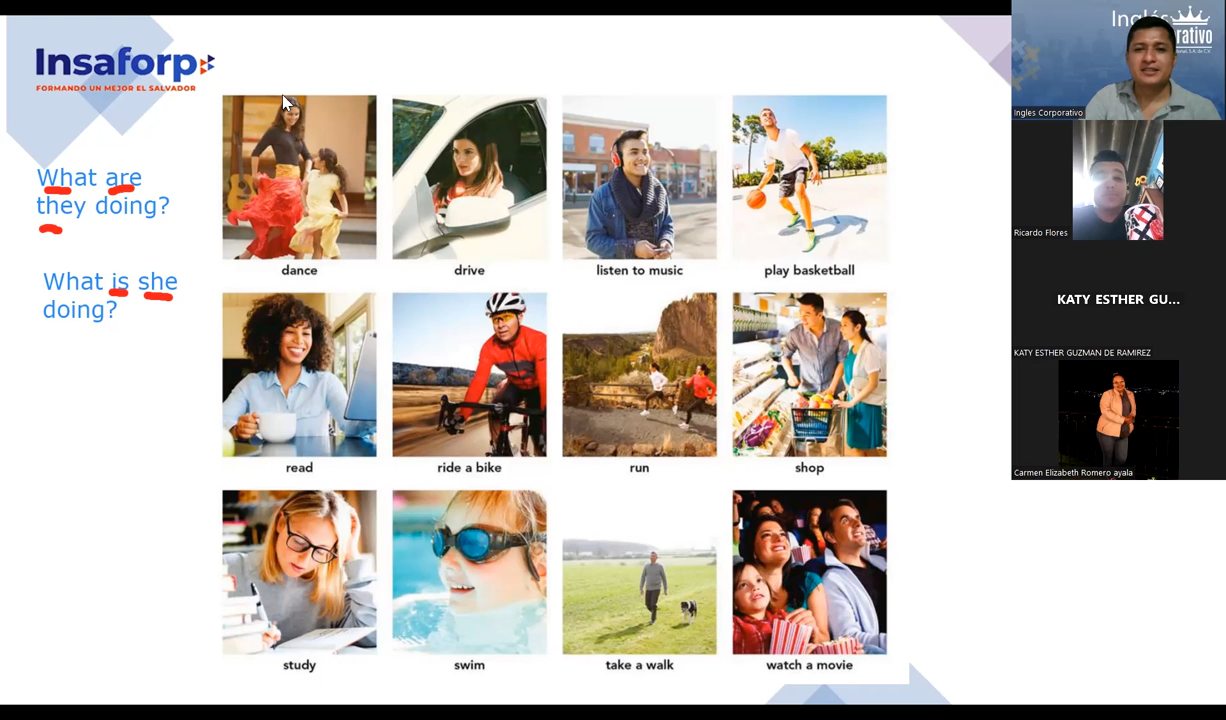 Insaforp
FORMANDO UN MEJOR EL SALVADOR
What are
they doing?
What is she
doing?
dance
drive
listen to music
play basketball
read
ride a bike
run
shop
study
swim
take a walk
watch a movie
Ingles Corporativo
Ricardo Flores
KATY ESTHER GU...
KATY ESTHER GUZMAN DE RAMIREZ
Carmen Elizabeth Romero ayala